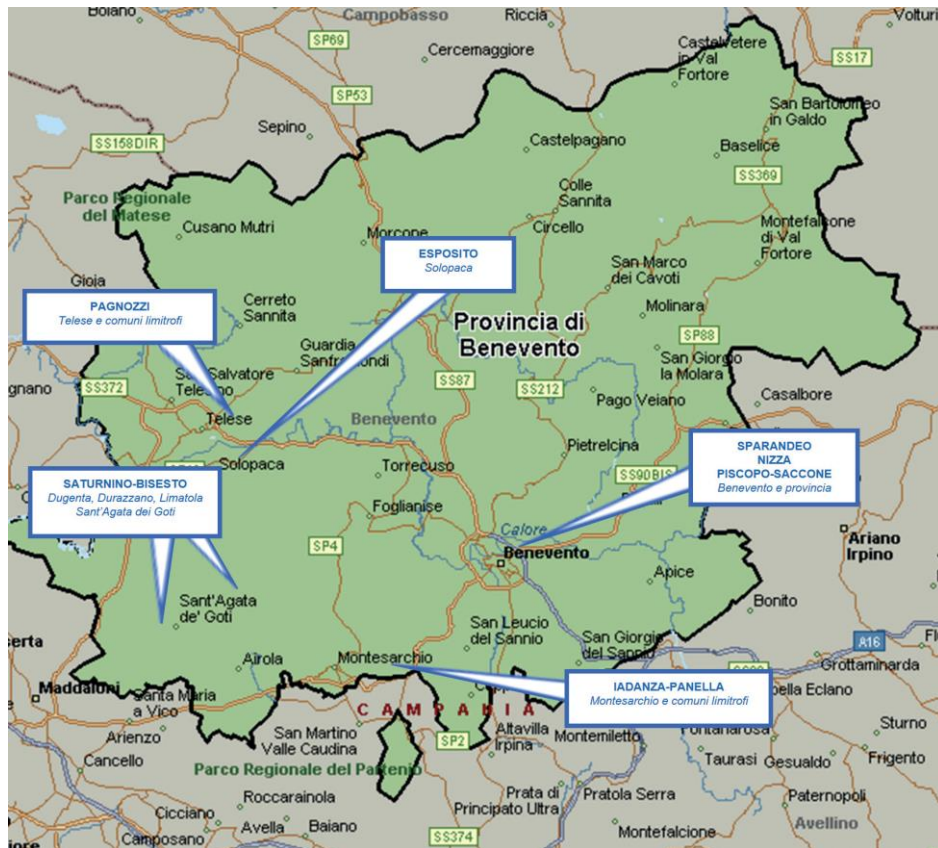 Boiano
Campobasso
Riccia
Volturi
SP69
Cercemaggiore
Castelvetere
in Val
Fortore
SS17
SP53
San Bartolomeo
in Galdo
Sepino
SS158DIR
Castelpagano
Baselice
SS369
Parco Regionale
del Matese
Colle
Sannita
Cusano Mutri
Morcone
Circello
Montefalcone
di Val
Fortore
ESPOSITO
Solopaca
San Marco
dei Cavoti
Gioia
PAGNOZZI
Telese e comuni limitrofi
Cerreto
Sannita
Molinara
Provincia di
Benevento
SP88
Guardia
Sanframondi
San Giorgio
la Molara
gnano
SS372
San Salvatore
Telesino
SS87
SS212
Pago Veiano
Casalbore
Telese
Benevento
Pietrelcina
SPARANDEO
NIZZA
PISCOPO-SACCONE
Benevento e provincia
Solopaca
Torrecuso
SS90BIS
SATURNINO-BISESTO
Dugenta, Durazzano, Limatola
Sant'Agata dei Goti
Foglianise
Calore
Benevento
Ariano
Irpino
SP4
Apice
Sant'Agata
de' Goti
Bonito
San Leucio
del Sannio
San Giorgio
del Sannio
A16
serta
Airola
Montesarchio
Grottaminarda
Maddaloni
Santa Maria
a Vico
IADANZA-PANELLA
Montesarchio e comuni limitrofi
bella Eclano
CAMPANIA
Arienzo
San Martino
Valle Caudina
SP2
Altavilla
Irpina
Montemiletto
Fontanarosa
Sturno
Cancello
Parco Regionale del Partenio
Taurasi
Gesualdo
Frigento
Roccarainola
Prata di
Principato Ultra
Pratola Serra
Paternopoli
Cicciano
Camposano
Avella
Baiano
SS374
Montefalcione
Avellino